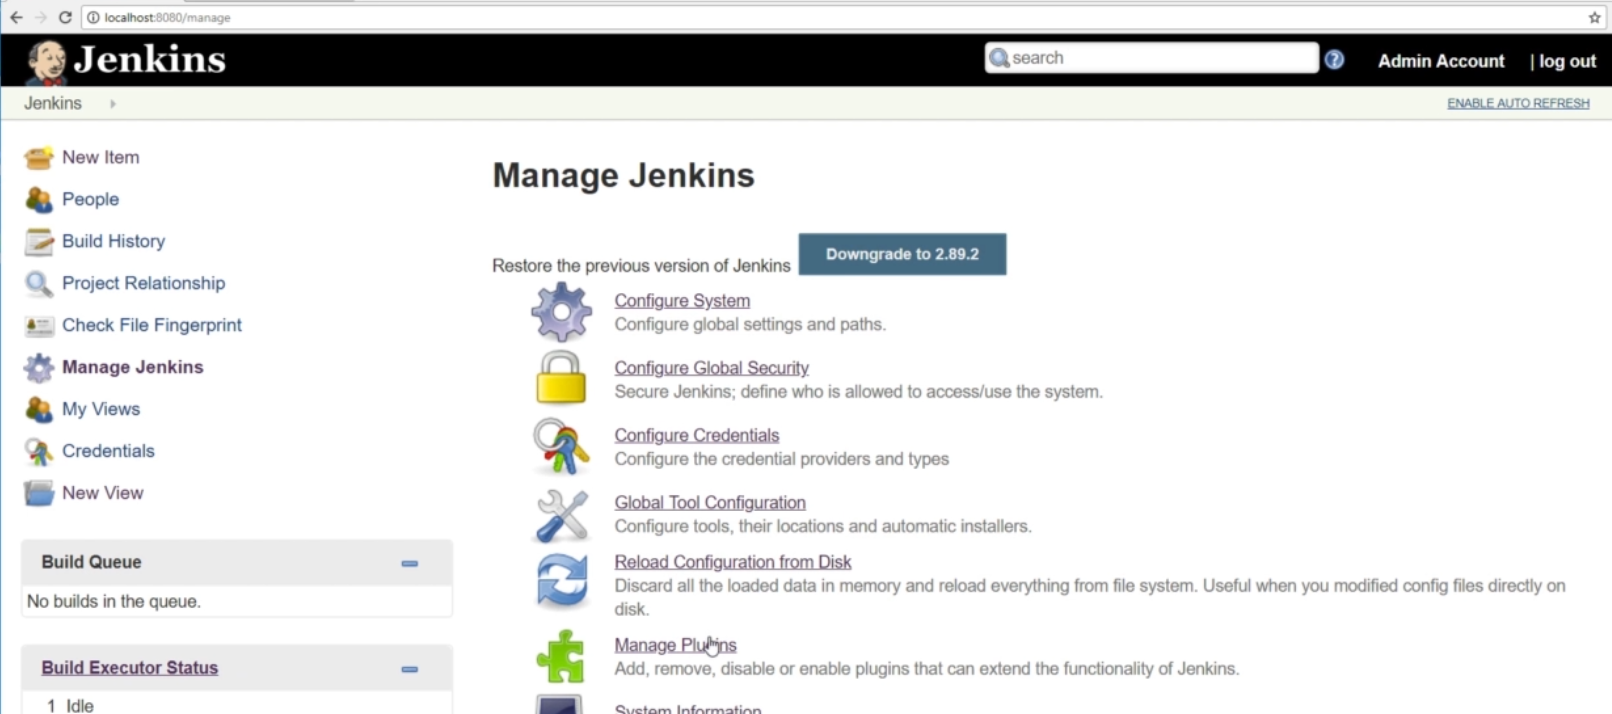 localhost:8080/manage
Jenkins
search
Admin Account
| log out
Jenkins
ENABLE AUTO REFRESH
New Item
People
Build History
Project Relationship
Check File Fingerprint
Manage Jenkins
My Views
Credentials
New View
Build Queue
No builds in the queue.
Build Executor Status
1 Idle
Manage Jenkins
Restore the previous version of Jenkins
Downgrade to 2.89.2
Configure System
Configure global settings and paths.
Configure Global Security
Secure Jenkins; define who is allowed to access/use the system.
Configure Credentials
Configure the credential providers and types
Global Tool Configuration
Configure tools, their locations and automatic installers.
Reload Configuration from Disk
Discard all the loaded data in memory and reload everything from file system. Useful when you modified config files directly on
disk.
Manage Plugins
Add, remove, disable or enable plugins that can extend the functionality of Jenkins.
System Information